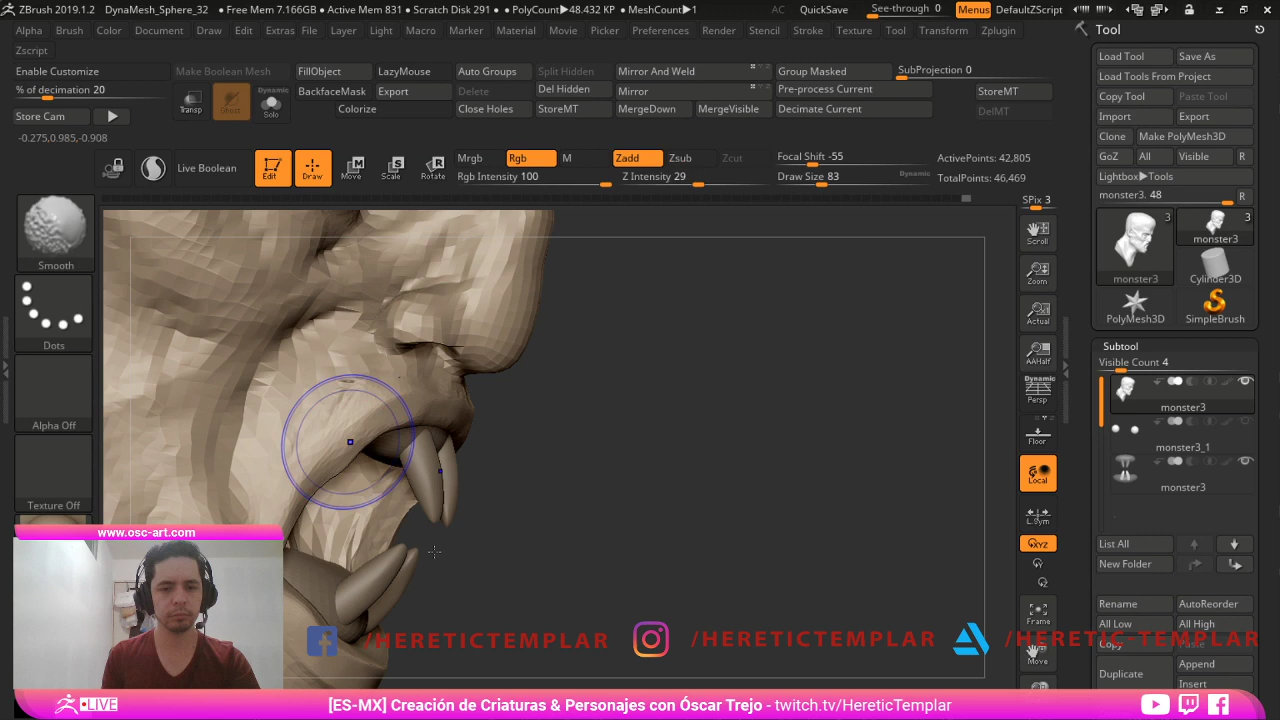 ZBrush 2019.1.2 DynaMesh_Sphere_32 • Free Mem 7.166GB • Active Mem 831 • Scratch Disk 291 • PolyCount▶48.432 KP • MeshCount▶1 AC QuickSave See-through 0 Menus DefaultZScript
Alpha Brush Color Document Draw Edit Extras File Layer Light Macro Marker Material Movie Picker Preferences Render Stencil Stroke Texture Tool Transform Zplugin
Zscript
Enable Customize Make Boolean Mesh FillObject LazyMouse Auto Groups Split Hidden Mirror And Weld Group Masked SubProjection 0
% of decimation 20 Transp Ghost Dynamic Solo BackfaceMask Export Delete Del Hidden Mirror Pre-process Current StoreMT
Store Cam Colorize Close Holes StoreMT MergeDown MergeVisible Decimate Current DelMT
-0.275,0.985,-0.908
Live Boolean Edit Draw Move Scale Rotate
Mrgb Rgb M Zadd Zsub Zcut Focal Shift -55 ActivePoints: 42,805
Rgb Intensity 100 Z Intensity 29 Draw Size 83 Dynamic TotalPoints: 46,469
Smooth
Dots
Alpha Off
Texture Off
SPix 3
Scroll
Zoom
Actual
AAHalf
Dynamic
Persp
Floor
Local
L.Sym
XYZ
Frame
Move
Tool
Load Tool Save As
Load Tools From Project
Copy Tool Paste Tool
Import Export
Clone Make PolyMesh3D
GoZ All Visible R
Lightbox▶Tools
monster3. 48 R
3 3
monster3
monster3 Cylinder3D
PolyMesh3D SimpleBrush
Subtool
Visible Count 4
monster3
monster3_1
monster3
List All
New Folder
Rename AutoReorder
All Low All High
Copy Paste
Append
Duplicate
Insert
www.osc-art.com
/HERETICTEMPLAR /HERETICTEMPLAR /HERETIC_TEMPLAR
LIVE [ES-MX] Creación de Criaturas & Personajes con Óscar Trejo - twitch.tv/HereticTemplar